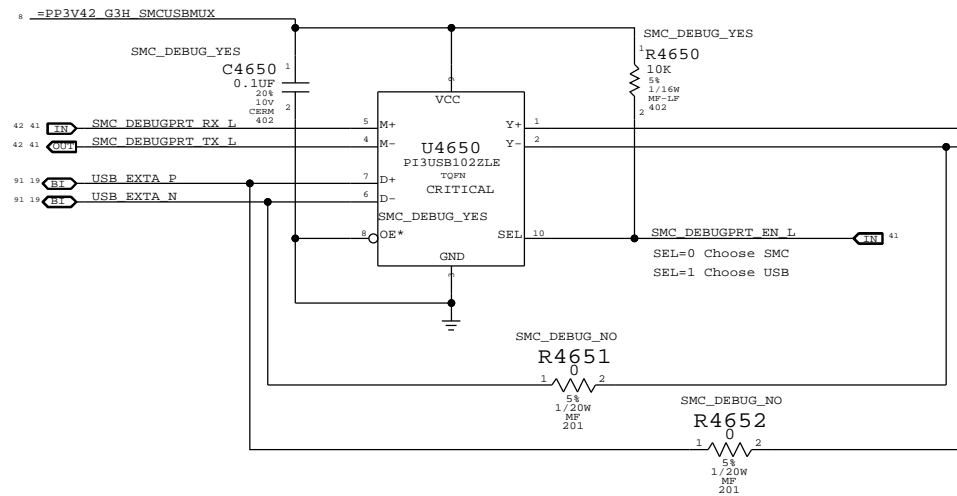 8 =PP3V42_G3H_SMCUSBMUX
SMC_DEBUG_YES
C4650
0.1UF
20%
10V
CERM
402
1
2
SMC_DEBUG_YES
R4650
10K
5%
1/16W
MF-LF
402
1
2
9
VCC
42 41 IN SMC_DEBUGPRT_RX_L 5 M+
42 41 OUT SMC_DEBUGPRT_TX_L 4 M-
Y+ 1
Y- 2
U4650
PI3USB102ZLE
TQFN
CRITICAL
91 19 BI USB_EXTA_P 7 D+
91 19 BI USB_EXTA_N 6 D-
SMC_DEBUG_YES
8 OE*
SEL 10
SMC_DEBUGPRT_EN_L IN 41
SEL=0 Choose SMC
SEL=1 Choose USB
GND
3
SMC_DEBUG_NO
R4651
0
1 2
5%
1/20W
MF
201
SMC_DEBUG_NO
R4652
0
1 2
5%
1/20W
MF
201